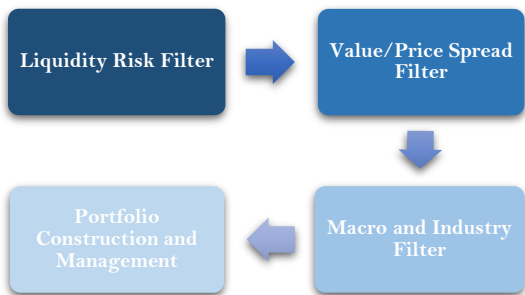 Liquidity Risk Filter
Value/Price Spread
Filter
Macro and Industry
Filter
Portfolio
Construction and
Management